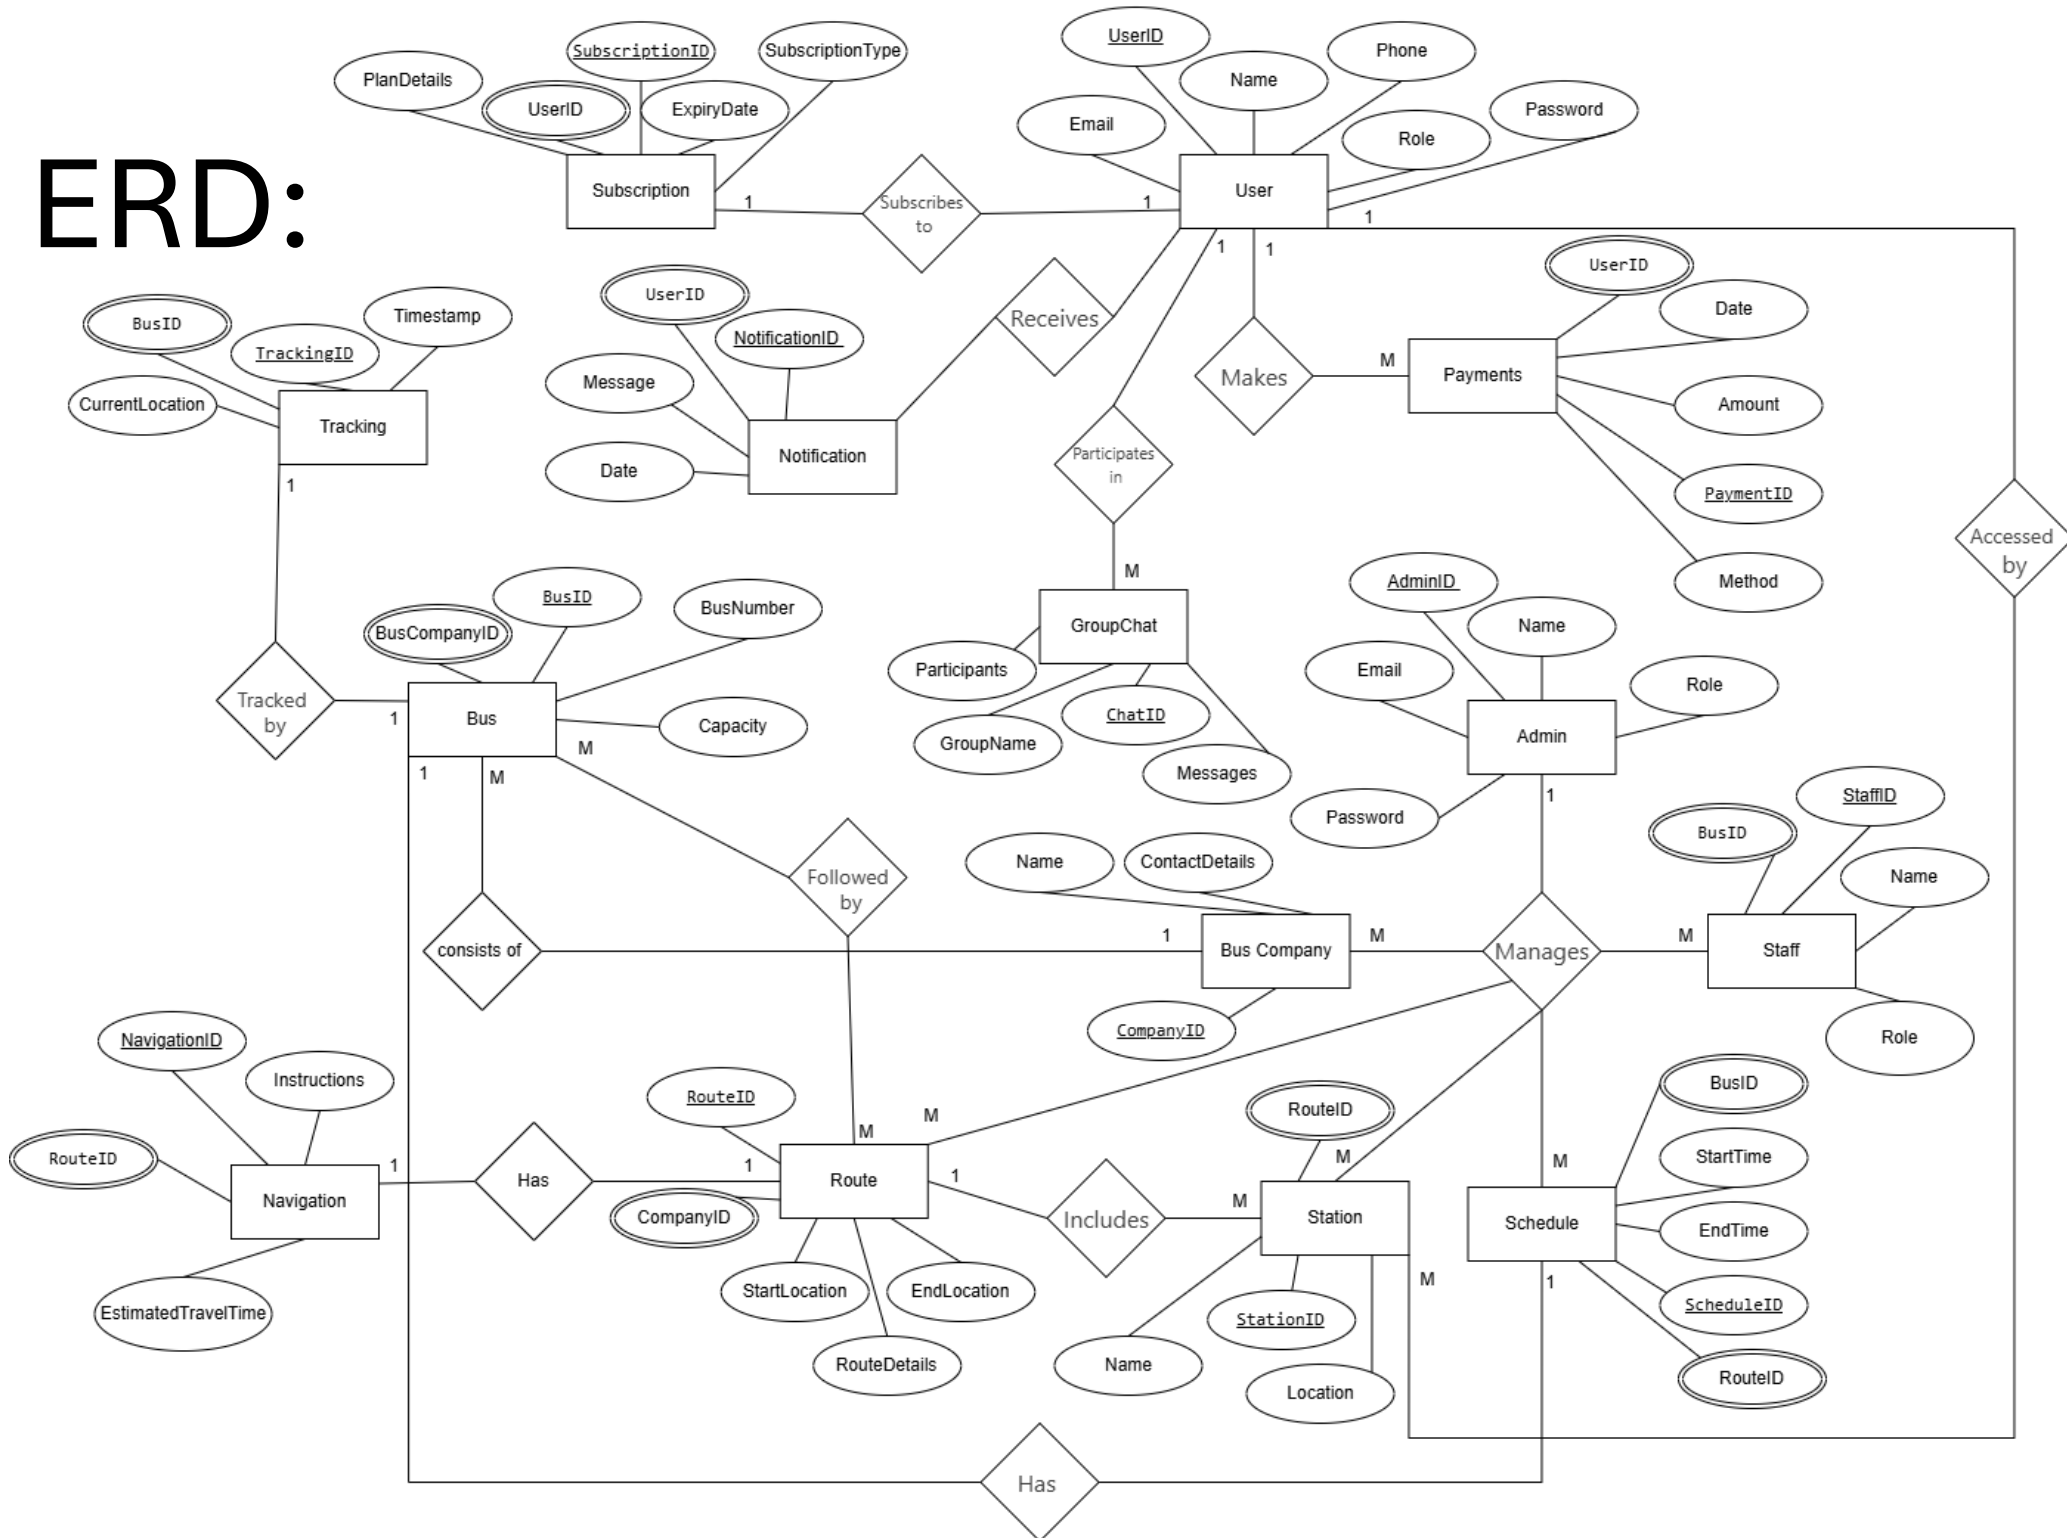 ERD:
SubscriptionID
SubscriptionType
PlanDetails
UserID
ExpiryDate
Subscription
1
Subscribes
to
1
UserID
Name
Phone
Email
Role
Password
User
1
1
1
Receives
UserID
NotificationID
Message
Date
Notification
Makes
M
UserID
Date
Payments
Amount
PaymentID
Method
Accessed
by
BusID
TrackingID
Timestamp
CurrentLocation
Tracking
1
Tracked
by
1
Participates
in
M
GroupChat
Participants
ChatID
GroupName
Messages
BusCompanyID
BusID
BusNumber
Capacity
Bus
M
1
M
Followed
by
consists of
AdminID
Name
Email
Role
Admin
Password
1
Name
ContactDetails
1
Bus Company
M
CompanyID
Manages
M
Staff
BusID
StaffID
Name
Role
NavigationID
Instructions
RouteID
Navigation
EstimatedTravelTime
1
Has
1
RouteID
M
M
Route
1
CompanyID
StartLocation
EndLocation
RouteDetails
Includes
M
RouteID
M
Station
M
StationID
Name
Location
M
BusID
StartTime
Schedule
EndTime
1
ScheduleID
RouteID
Has